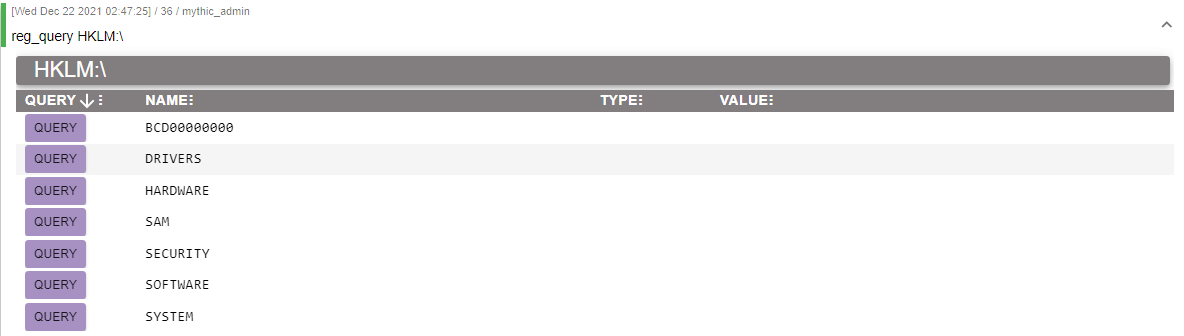 [Wed Dec 22 2021 02:47:25] / 36 / mythic_admin
reg_query HKLM:\
HKLM:\
QUERY NAME TYPE VALUE
QUERY BCD00000000
QUERY DRIVERS
QUERY HARDWARE
QUERY SAM
QUERY SECURITY
QUERY SOFTWARE
QUERY SYSTEM